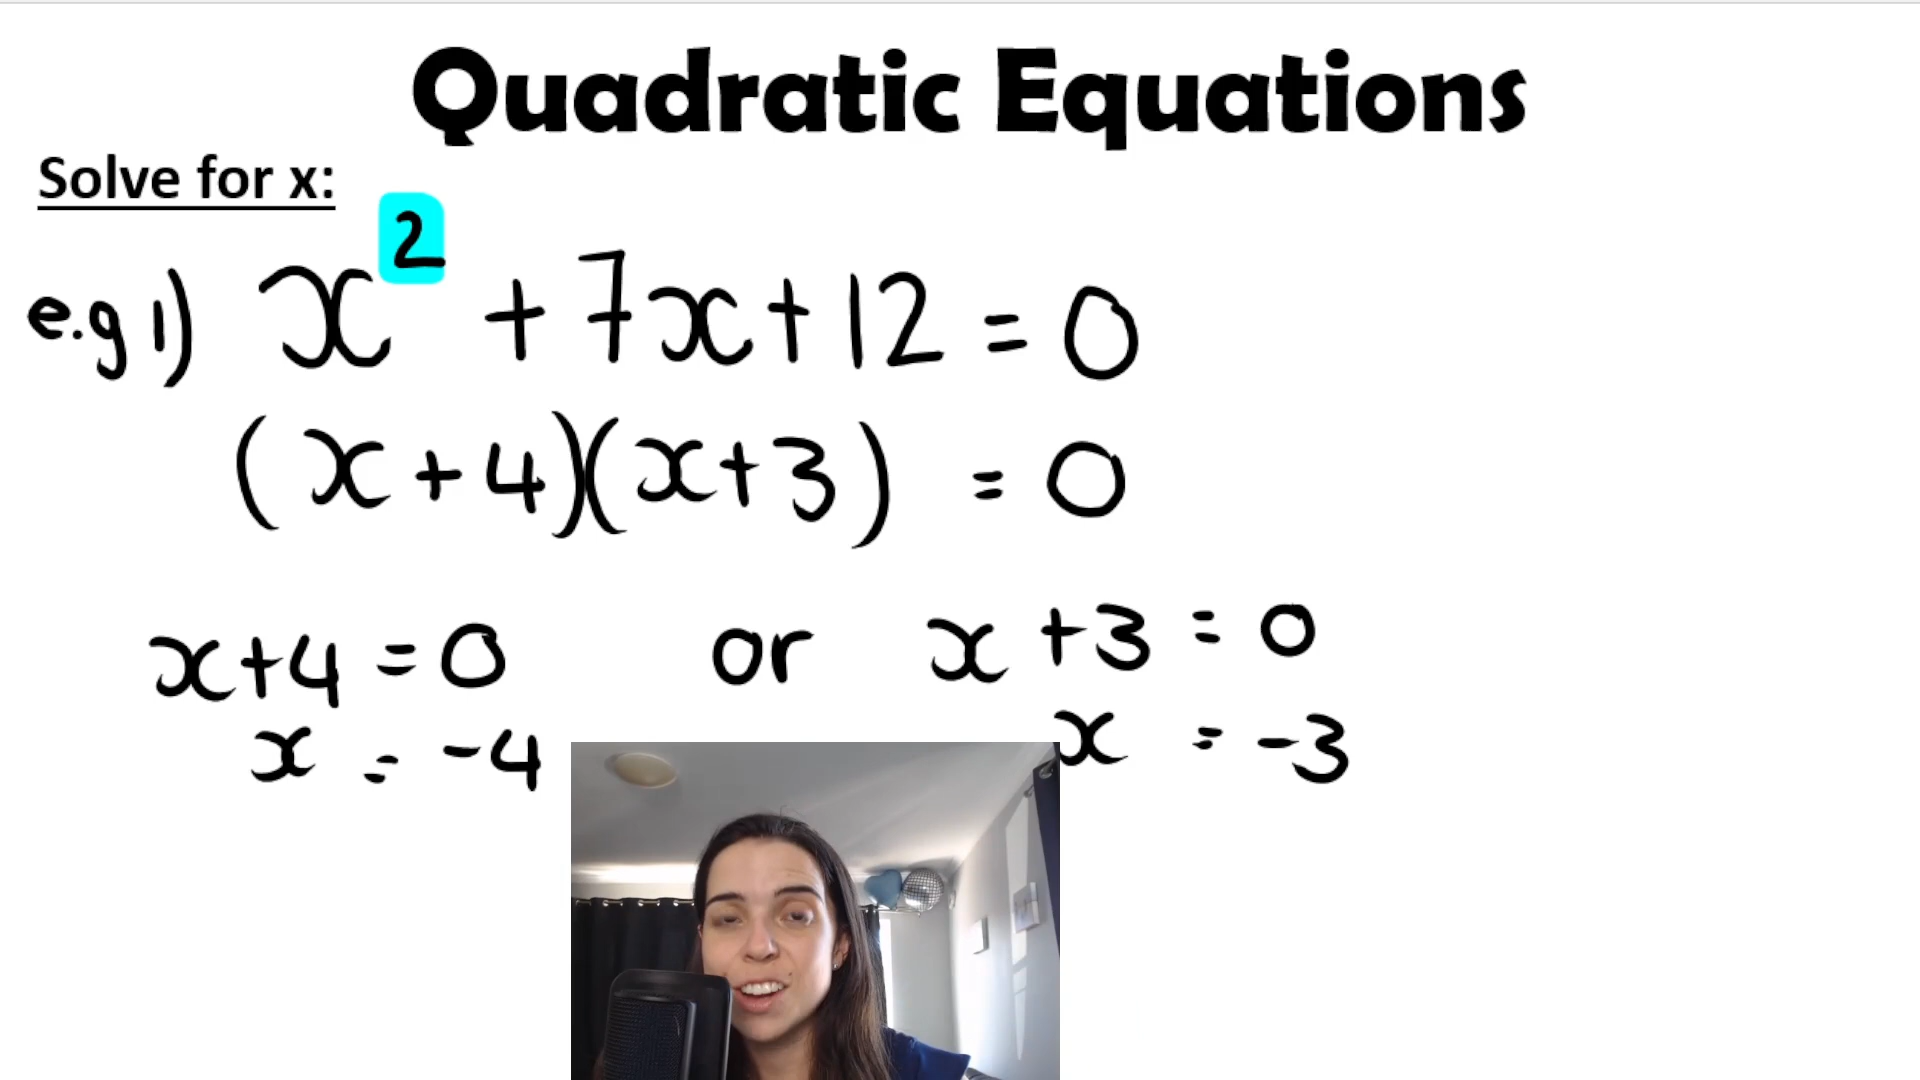 Quadratic Equations
Solve for x:
e.g 1) x² + 7x + 12 = 0
(x + 4)(x + 3) = 0
x + 4 = 0 or x + 3 = 0
x = -4 x = -3